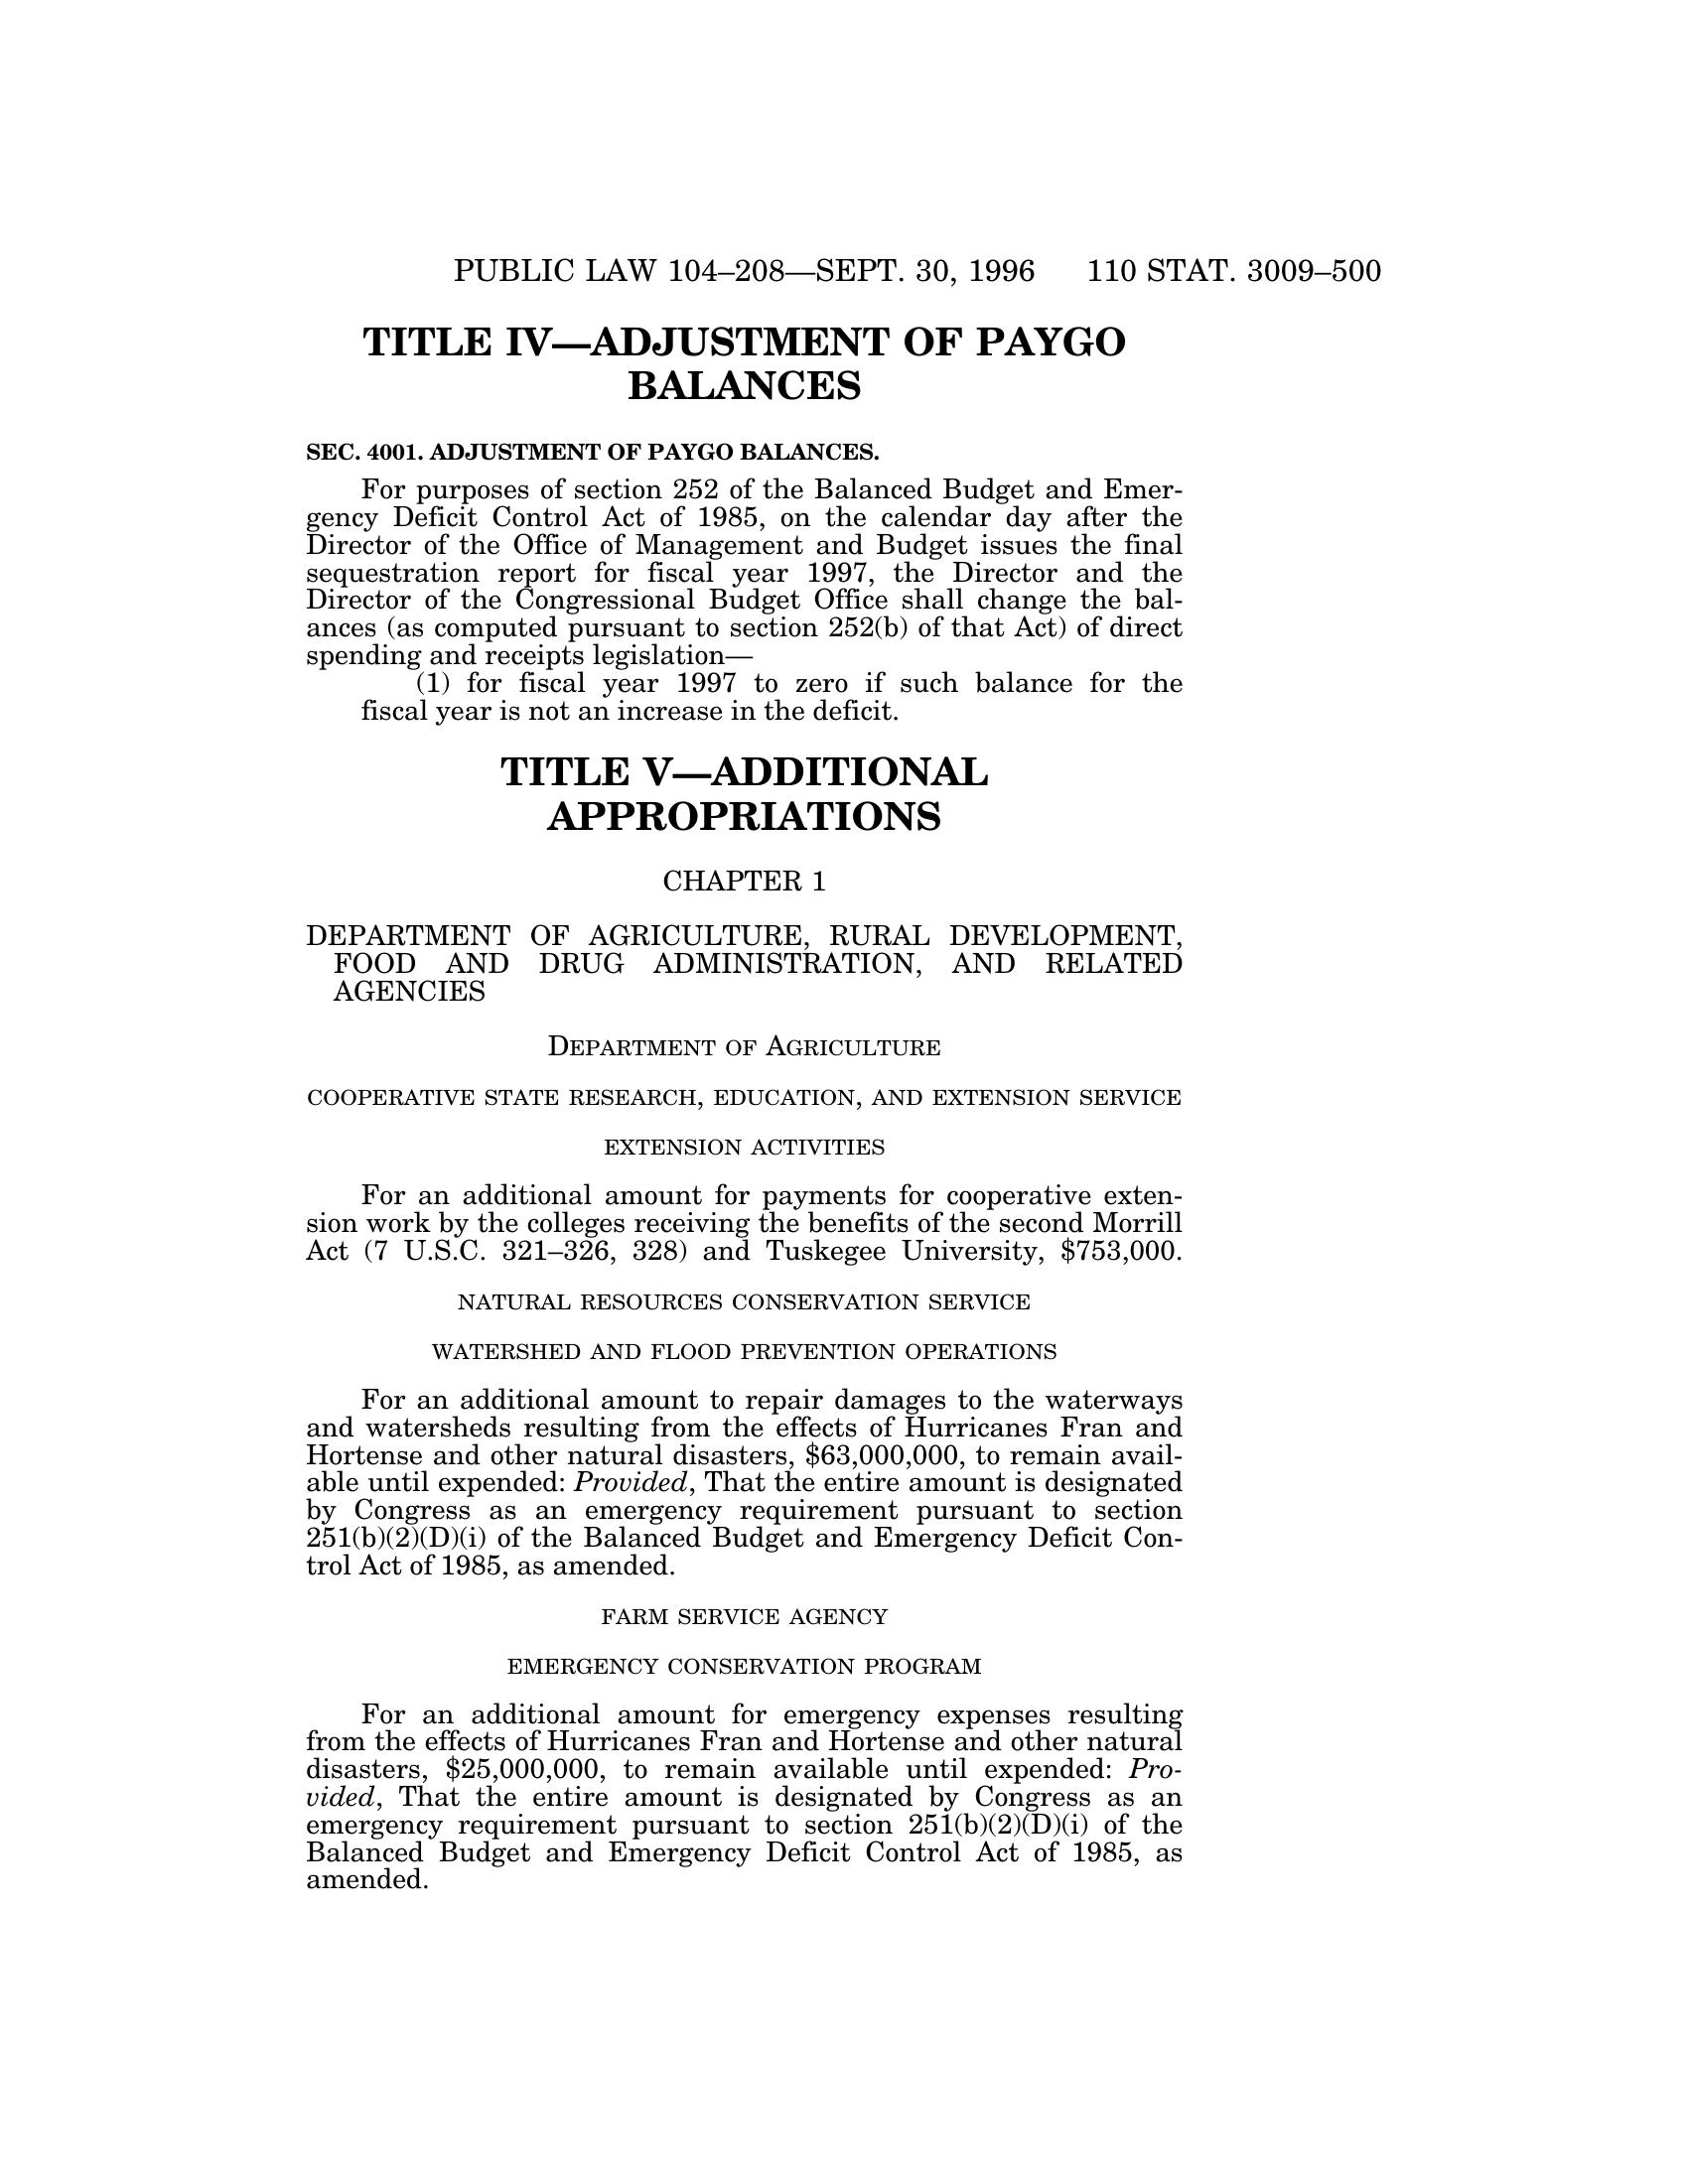 PUBLIC LAW 104–208—SEPT. 30, 1996 110 STAT. 3009–500
TITLE IV—ADJUSTMENT OF PAYGO
BALANCES
SEC. 4001. ADJUSTMENT OF PAYGO BALANCES.
For purposes of section 252 of the Balanced Budget and Emer-
gency Deficit Control Act of 1985, on the calendar day after the
Director of the Office of Management and Budget issues the final
sequestration report for fiscal year 1997, the Director and the
Director of the Congressional Budget Office shall change the bal-
ances (as computed pursuant to section 252(b) of that Act) of direct
spending and receipts legislation—
(1) for fiscal year 1997 to zero if such balance for the
fiscal year is not an increase in the deficit.
TITLE V—ADDITIONAL
APPROPRIATIONS
CHAPTER 1
DEPARTMENT OF AGRICULTURE, RURAL DEVELOPMENT,
FOOD AND DRUG ADMINISTRATION, AND RELATED
AGENCIES
DEPARTMENT OF AGRICULTURE
COOPERATIVE STATE RESEARCH, EDUCATION, AND EXTENSION SERVICE
EXTENSION ACTIVITIES
For an additional amount for payments for cooperative exten-
sion work by the colleges receiving the benefits of the second Morrill
Act (7 U.S.C. 321–326, 328) and Tuskegee University, $753,000.
NATURAL RESOURCES CONSERVATION SERVICE
WATERSHED AND FLOOD PREVENTION OPERATIONS
For an additional amount to repair damages to the waterways
and watersheds resulting from the effects of Hurricanes Fran and
Hortense and other natural disasters, $63,000,000, to remain avail-
able until expended: Provided, That the entire amount is designated
by Congress as an emergency requirement pursuant to section
251(b)(2)(D)(i) of the Balanced Budget and Emergency Deficit Con-
trol Act of 1985, as amended.
FARM SERVICE AGENCY
EMERGENCY CONSERVATION PROGRAM
For an additional amount for emergency expenses resulting
from the effects of Hurricanes Fran and Hortense and other natural
disasters, $25,000,000, to remain available until expended: Pro-
vided, That the entire amount is designated by Congress as an
emergency requirement pursuant to section 251(b)(2)(D)(i) of the
Balanced Budget and Emergency Deficit Control Act of 1985, as
amended.